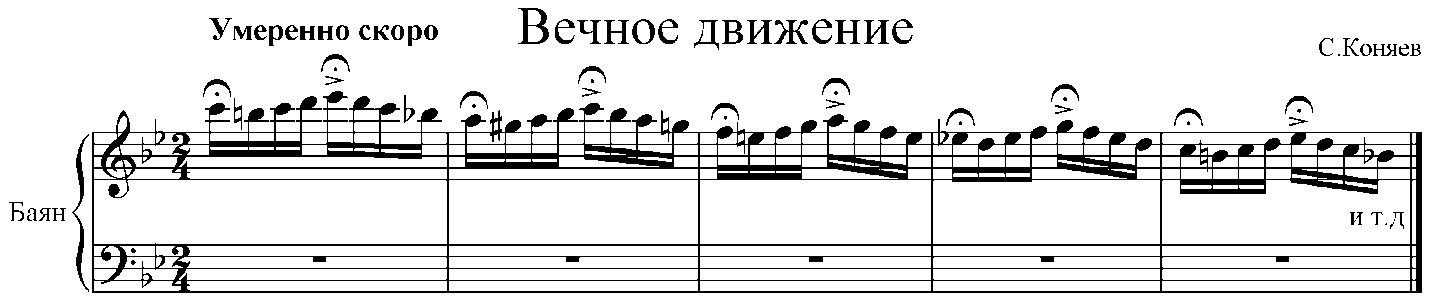 Вечное движение
Умеренно скоро
С.Коняев
Баян
и т.д